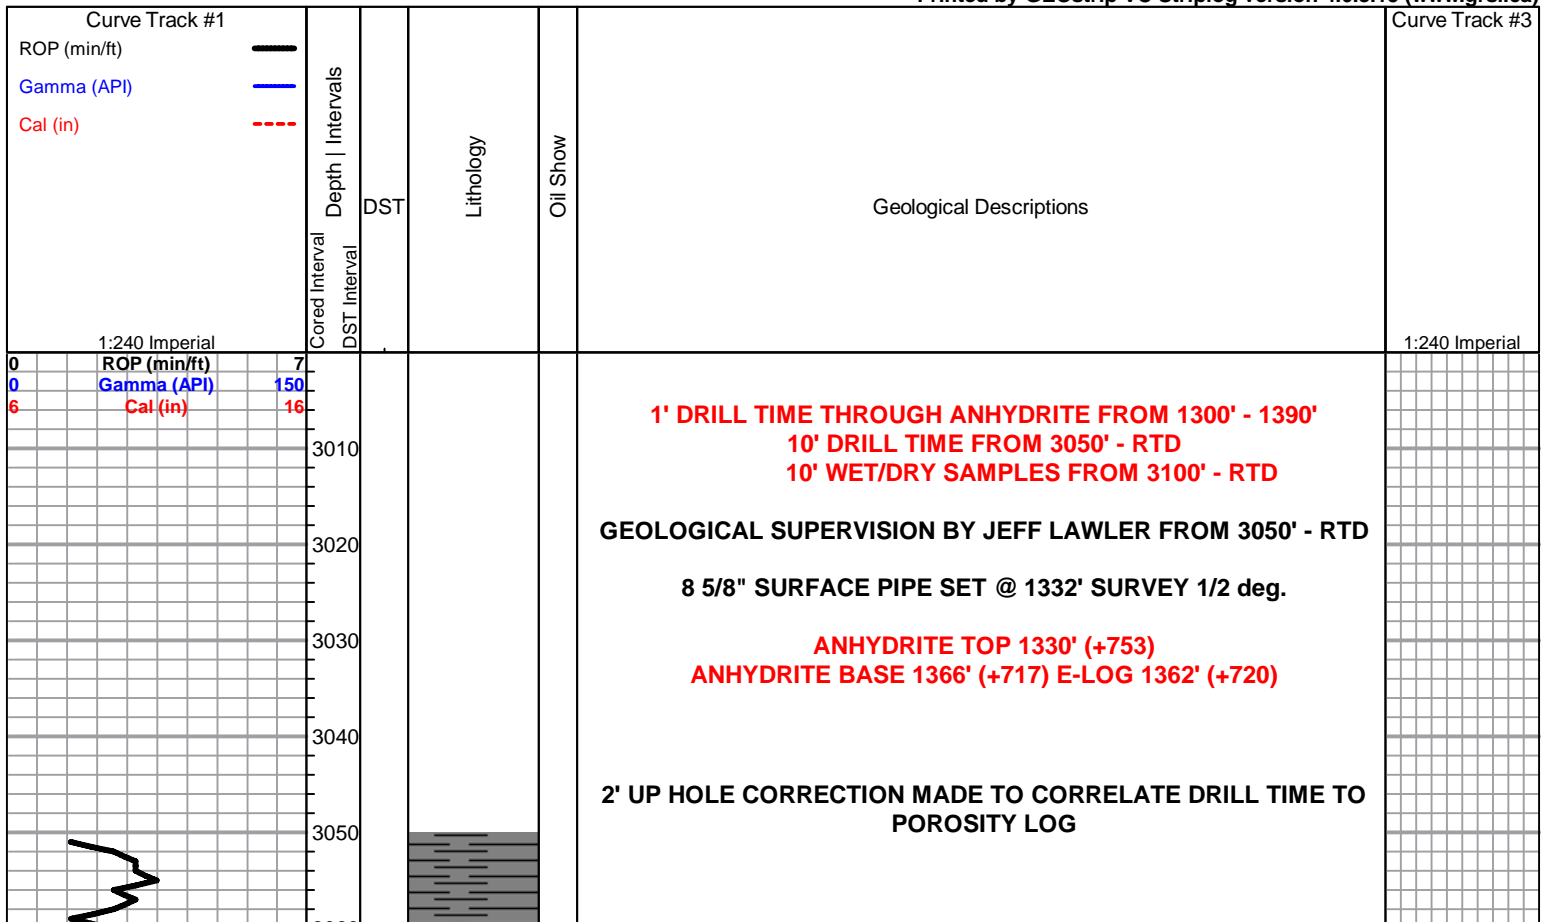 Curve Track #1
ROP (min/ft)
Gamma (API)
Cal (in)
1:240 Imperial
Depth | Intervals
Cored Interval
DST Interval
DST
Lithology
Oil Show
Geological Descriptions
Curve Track #3
1:240 Imperial
0 ROP (min/ft) 7
0 Gamma (API) 150
6 Cal (in) 16
1' DRILL TIME THROUGH ANHYDRITE FROM 1300' - 1390'
10' DRILL TIME FROM 3050' - RTD
10' WET/DRY SAMPLES FROM 3100' - RTD
GEOLOGICAL SUPERVISION BY JEFF LAWLER FROM 3050' - RTD
8 5/8" SURFACE PIPE SET @ 1332' SURVEY 1/2 deg.
ANHYDRITE TOP 1330' (+753)
ANHYDRITE BASE 1366' (+717) E-LOG 1362' (+720)
2' UP HOLE CORRECTION MADE TO CORRELATE DRILL TIME TO
POROSITY LOG
3010
3020
3030
3040
3050